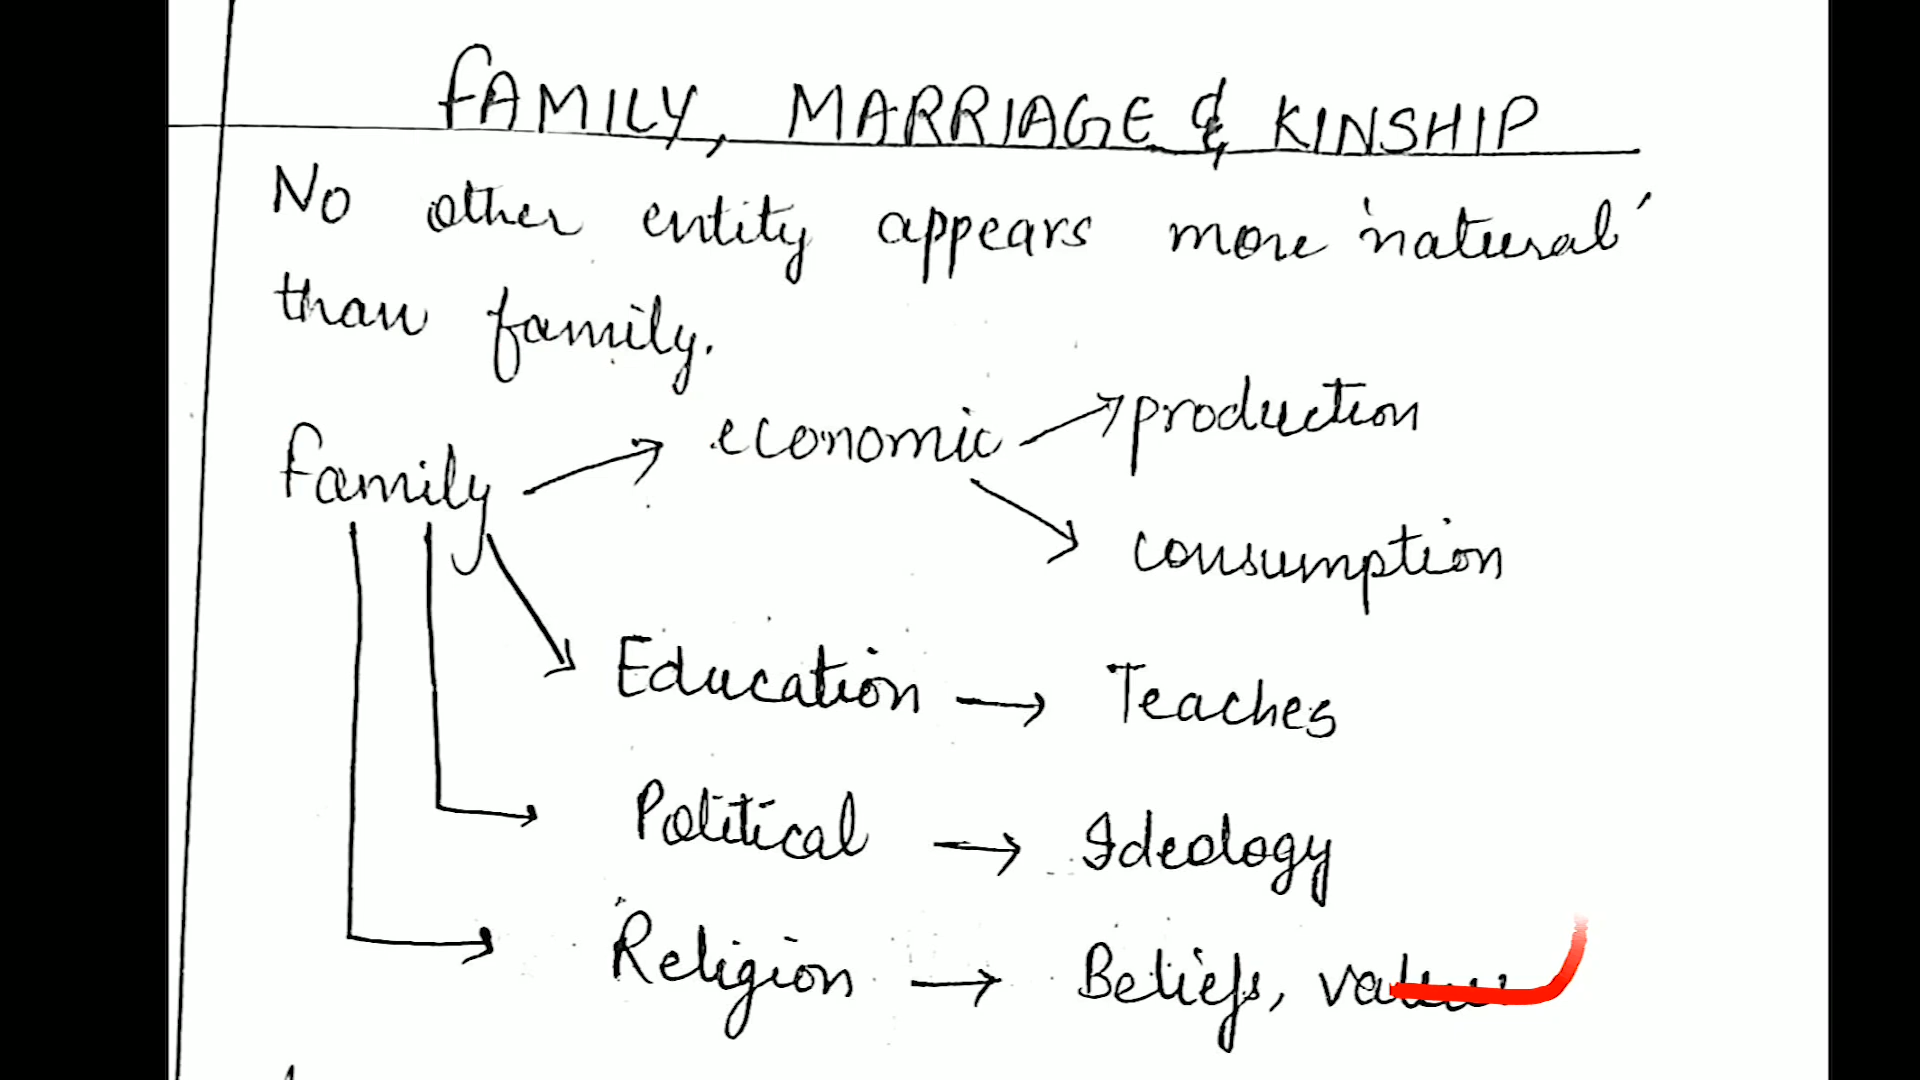 FAMILY, MARRIAGE & KINSHIP
No other entity appears more 'natural'
than family.
family → economic → production
→ consumption
→ Education → Teaches
→ Political → Ideology
→ Religion → Beliefs, values